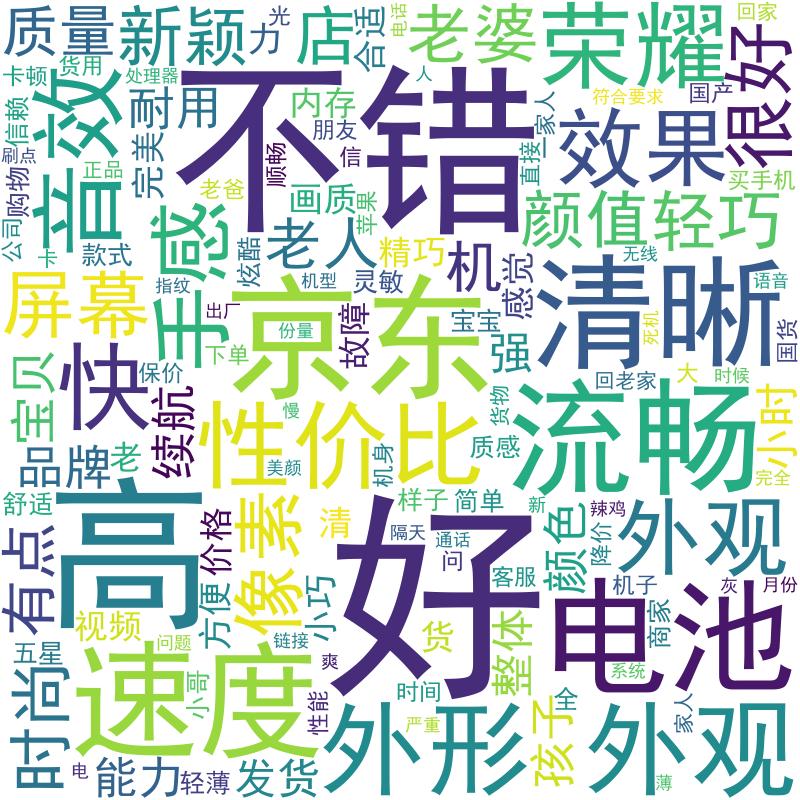 质量
新颖
力
光
店
合适
电话
老婆
荣耀
回家
卡顿
货用
处理器
人
很好
信赖
音效
耐用
不错
内存
朋友
一家人
符合要求
国产
完美
顺畅
信
直接
效果
购物
正品
老爸
画质
苹果
买手机
公司
卡
款式
手感
老人
精巧
机
感觉
颜值
轻巧
炫酷
灵敏
无线
屏幕
指纹
机型
清晰
语音
京东
故障
份量
宝宝
死机
国货
快
保价
强
回老家
大
时候
宝贝
续航
性价比
慢
货物
流畅
小时
品牌
老
美颜
机身
质感
完全
舒适
高
价格
像素
清
样子
简单
新
辣鸡
外观
有点
好
隔天
通话
问
颜色
降价
方便
小巧
客服
机子
电池
灰
月份
视频
货
整体
商家
五星
问题
链接
爽
系统
速度
小哥
时间
全
家人
时尚
性能
严重
外形
孩子
外观
电
能力
轻薄
发货
薄